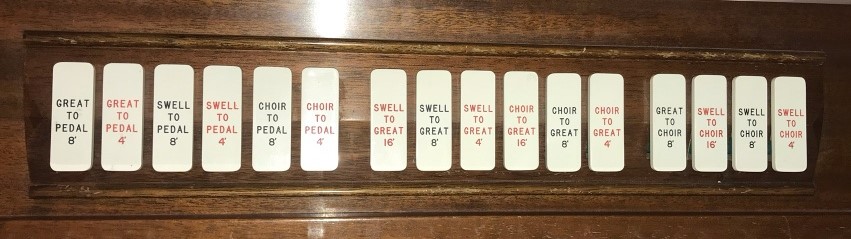 GREAT
TO
PEDAL
8'
GREAT
TO
PEDAL
4'
SWELL
TO
PEDAL
8'
SWELL
TO
PEDAL
4'
CHOIR
TO
PEDAL
8'
CHOIR
TO
PEDAL
4'
SWELL
TO
GREAT
16'
SWELL
TO
GREAT
8'
SWELL
TO
GREAT
4'
CHOIR
TO
GREAT
16'
CHOIR
TO
GREAT
8'
CHOIR
TO
GREAT
4'
GREAT
TO
CHOIR
8'
SWELL
TO
CHOIR
16'
SWELL
TO
CHOIR
8'
SWELL
TO
CHOIR
4'